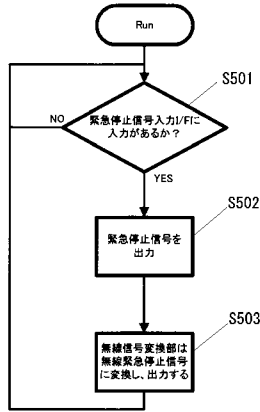 Run
S501
緊急停止信号入力I/Fに
入力があるか？
NO
YES
S502
緊急停止信号を
出力
S503
無線信号変換部は
無線緊急停止信号
に変換し、出力する